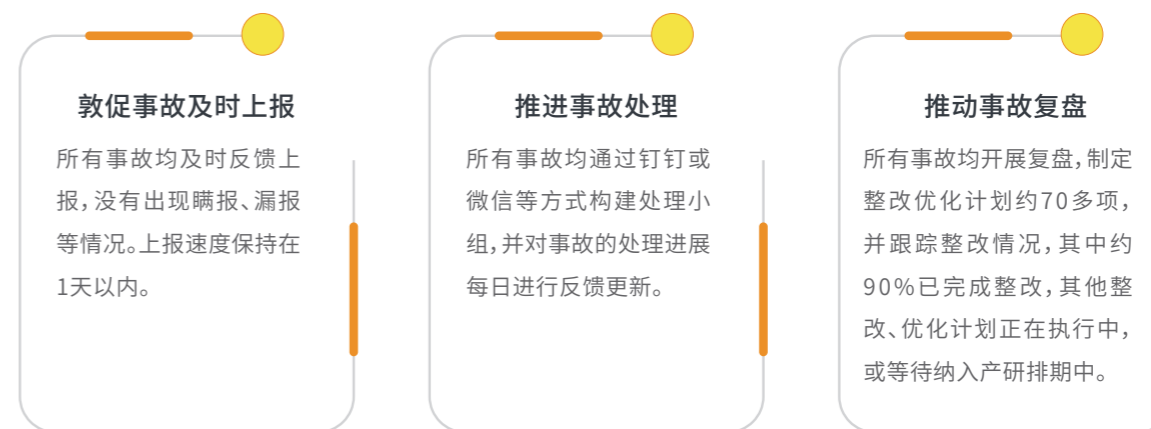 敦促事故及时上报
所有事故均及时反馈上
报，没有出现瞒报、漏报
等情况。上报速度保持在
1天以内。
推进事故处理
所有事故均通过钉钉或
微信等方式构建处理小
组，并对事故的处理进展
每日进行反馈更新。
推动事故复盘
所有事故均开展复盘，制定
整改优化计划约70多项，
并跟踪整改情况，其中约
90%已完成整改，其他整
改、优化计划正在执行中，
或等待纳入产研排期中。